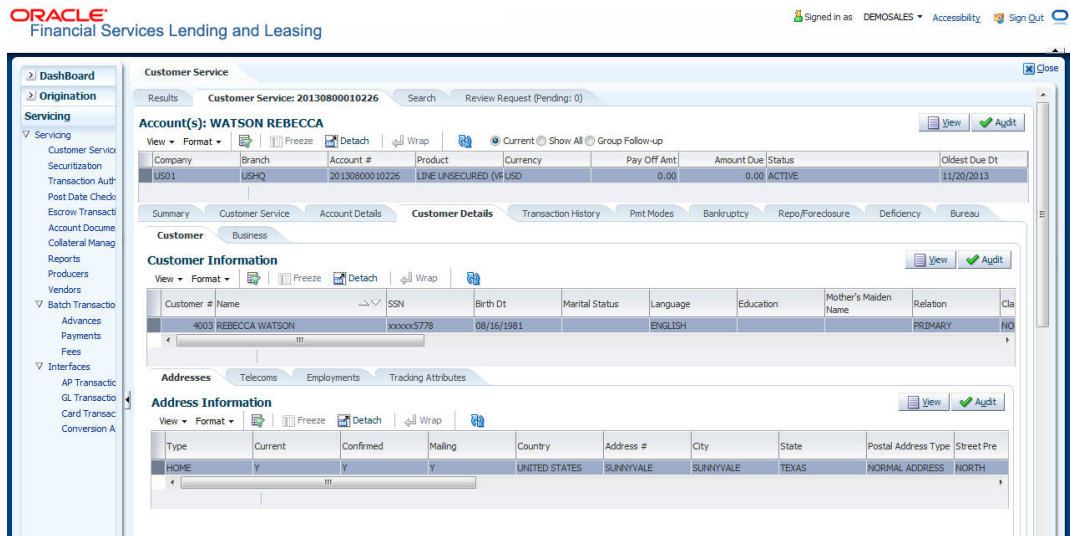 ORACLE
Financial Services Lending and Leasing
Signed in as DEMOSALES Accessibility Sign Out
Close
DashBoard
Origination
Servicing
Servicing
Customer Service
Securitization
Transaction Auth
Post Date Checks
Escrow Transacti
Account Docume
Collateral Manag
Reports
Producers
Vendors
Batch Transactio
Advances
Payments
Fees
Interfaces
AP Transactic
GL Transactio
Card Transac
Conversion A
Customer Service
Results Customer Service: 20130800010226 Search Review Request (Pending: 0)
Account(s): WATSON REBECCA View Audit
View Format Freeze Detach Wrap Current Show All Group Follow-up
Company Branch Account # Product Currency Pay Off Amt Amount Due Status Oldest Due Dt
US01 USHQ 20130800010226 LINE UNSECURED (VR USD 0.00 0.00 ACTIVE 11/20/2013
Summary Customer Service Account Details Customer Details Transaction History Pmt Modes Bankruptcy Repo/Foreclosure Deficiency Bureau
Customer Business
Customer Information View Audit
View Format Freeze Detach Wrap
Customer # Name SSN Birth Dt Marital Status Language Education Mother's Maiden Name Relation Cla
4003 REBECCA WATSON xxxxx5778 08/16/1981 ENGLISH PRIMARY NO
Addresses Telecoms Employments Tracking Attributes
Address Information View Audit
View Format Freeze Detach Wrap
Type Current Confirmed Mailing Country Address # City State Postal Address Type Street Pre
HOME Y Y Y UNITED STATES SUNNYVALE SUNNYVALE TEXAS NORMAL ADDRESS NORTH